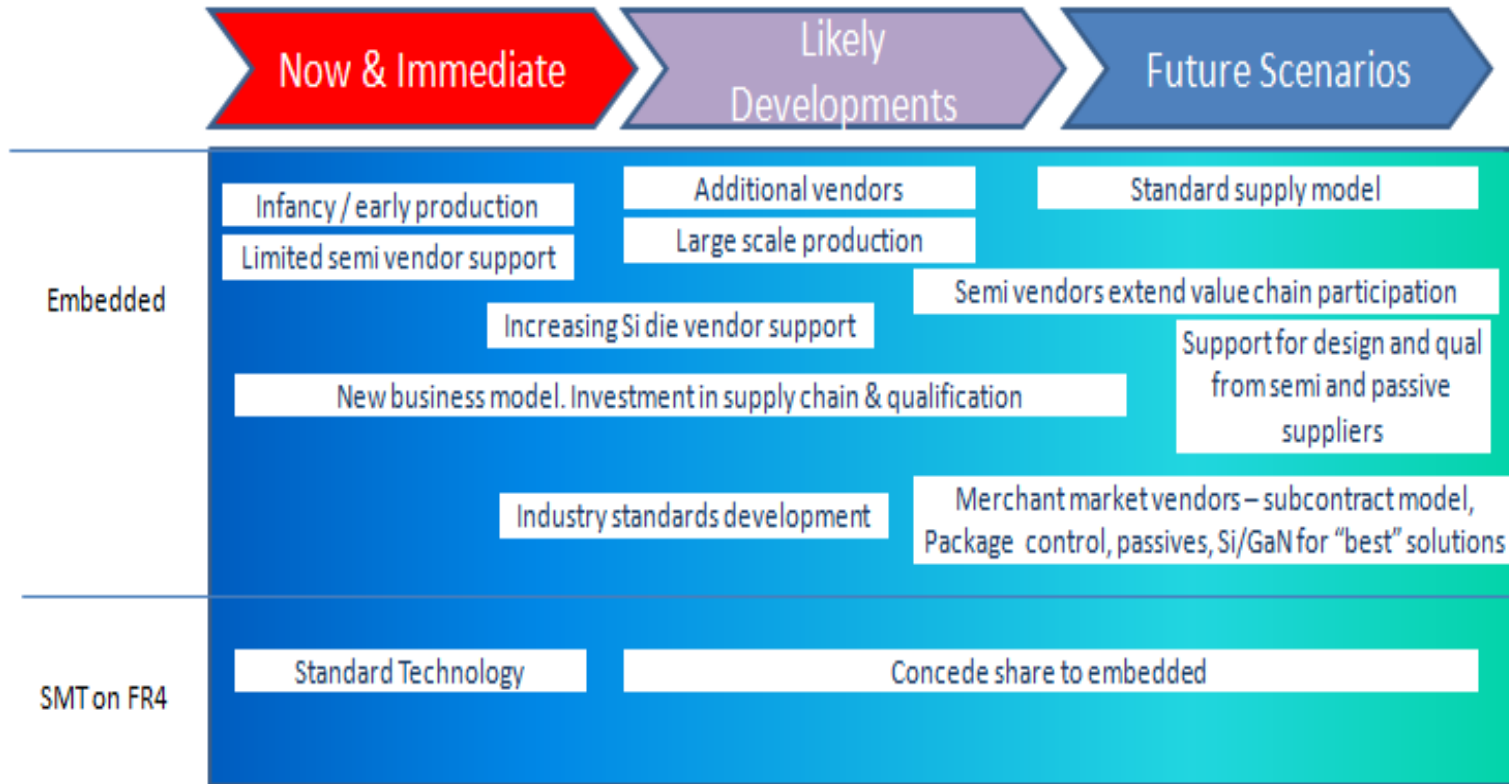 Now & Immediate
Likely
Developments
Future Scenarios
Embedded
Infancy / early production
Limited semi vendor support
Additional vendors
Large scale production
Standard supply model
Semi vendors extend value chain participation
Increasing Si die vendor support
Support for design and qual
from semi and passive
suppliers
New business model. Investment in supply chain & qualification
Industry standards development
Merchant market vendors – subcontract model,
Package control, passives, Si/GaN for “best” solutions
SMT on FR4
Standard Technology
Concede share to embedded